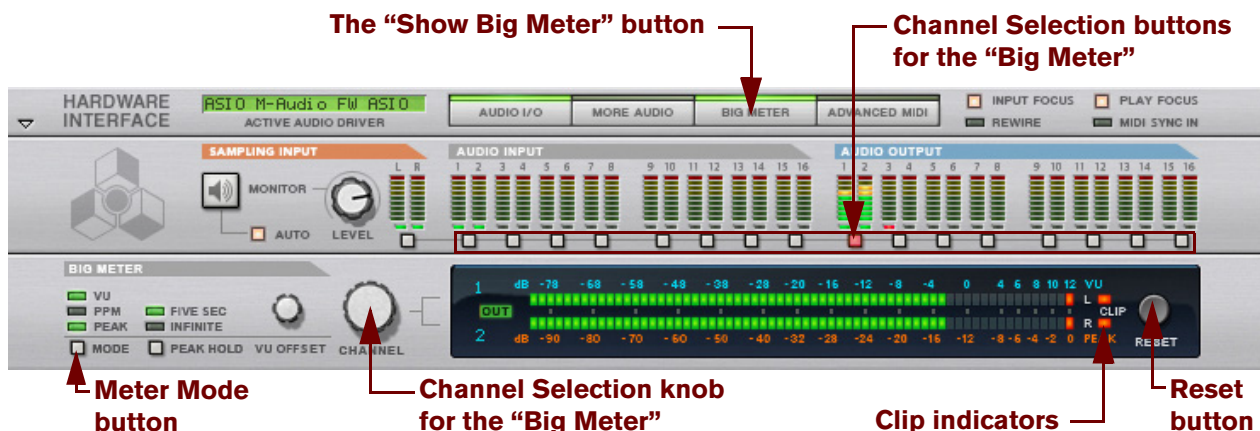 The “Show Big Meter” button
Channel Selection buttons
for the “Big Meter”
HARDWARE
INTERFACE
ASIO M-Audio FW ASIO
ACTIVE AUDIO DRIVER
AUDIO I/O
MORE AUDIO
BIG METER
ADVANCED MIDI
INPUT FOCUS
PLAY FOCUS
REWIRE
MIDI SYNC IN
SAMPLING INPUT
L R
MONITOR
AUTO
LEVEL
AUDIO INPUT
1 2 3 4 5 6 7 8 9 10 11 12 13 14 15 16
AUDIO OUTPUT
1 2 3 4 5 6 7 8 9 10 11 12 13 14 15 16
BIG METER
VU
PPM
PEAK
FIVE SEC
INFINITE
MODE
PEAK HOLD
VU OFFSET
CHANNEL
1 dB -78 -68 -58 -48 -38 -28 -20 -16 -12 -8 -4 0 4 6 8 10 12 VU
OUT
L
CLIP
R
2 dB -90 -80 -70 -60 -50 -40 -32 -28 -24 -20 -16 -12 -8 -6 -4 -2 0 PEAK
RESET
Meter Mode
button
Channel Selection knob
for the “Big Meter”
Clip indicators
Reset
button